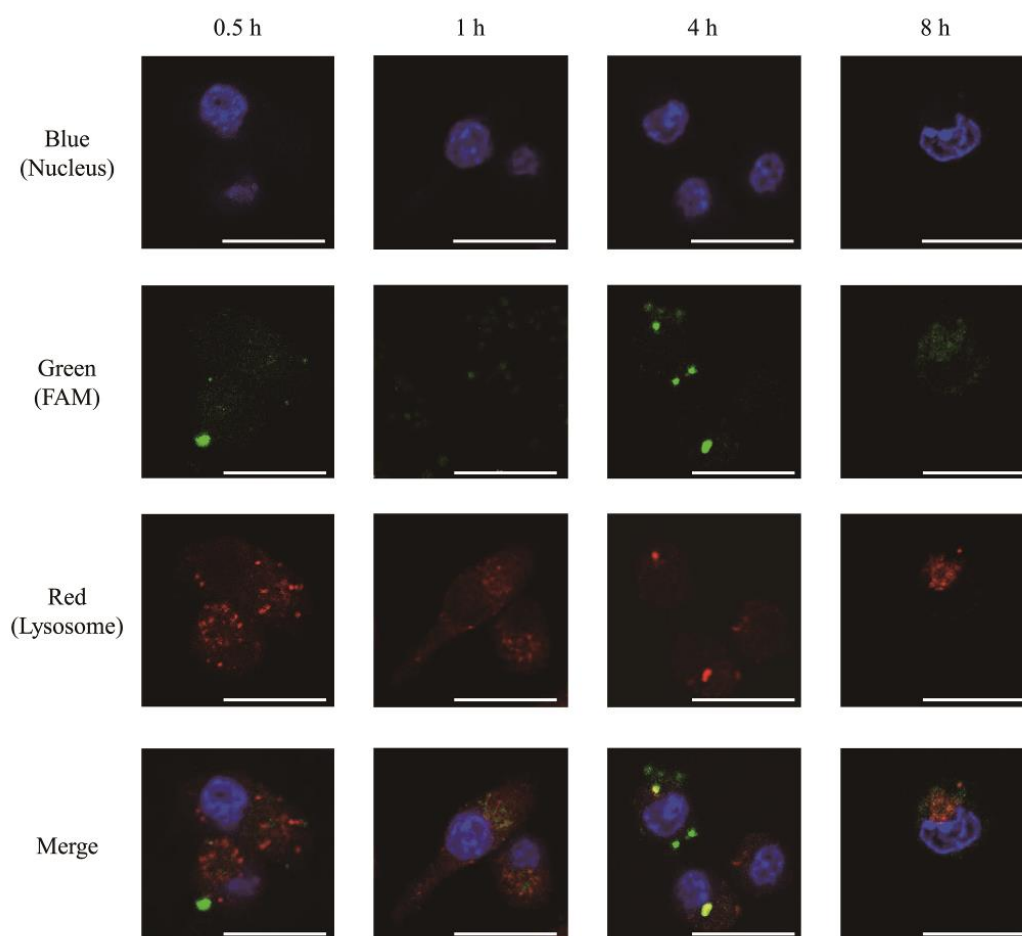 0.5 h 1 h 4 h 8 h
Blue
(Nucleus)
Green
(FAM)
Red
(Lysosome)
Merge